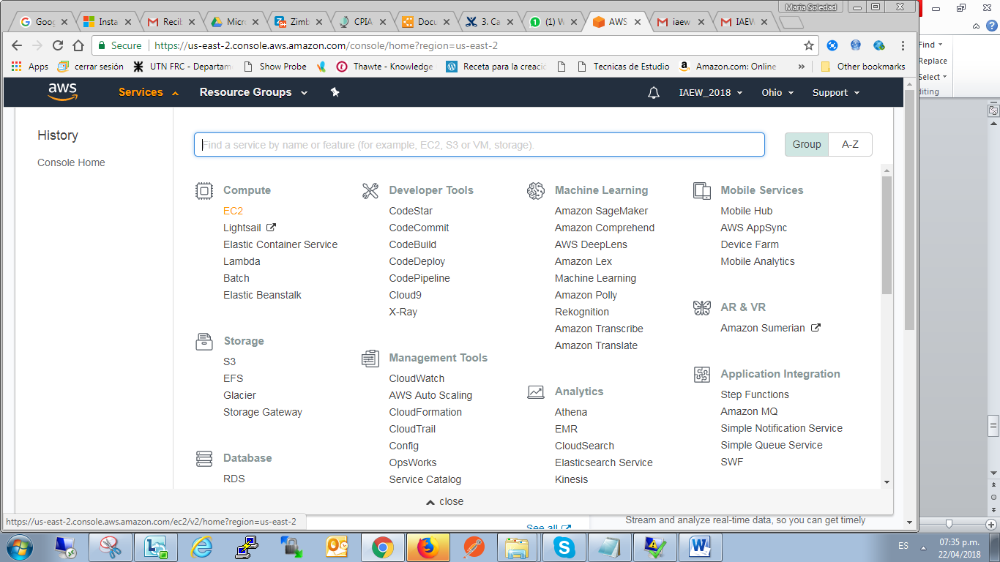 Maria Soledad
Goog
Insta
Recib
Micro
Zimb
CPIA
Docu
3. Ca
(1) W
AWS
iaew
IAEW
Secure
https://us-east-2.console.aws.amazon.com/console/home?region=us-east-2
Find
Replace
Select
diting
Apps
cerrar sesión
UTN FRC - Departam
Show Probe
Thawte - Knowledge
Receta para la creació
Tecnicas de Estudio
Amazon.com: Online
»
Other bookmarks
aws
Services
Resource Groups
IAEW_2018
Ohio
Support
History
Console Home
Find a service by name or feature (for example, EC2, S3 or VM, storage).
Group
A-Z
Compute
EC2
Lightsail
Elastic Container Service
Lambda
Batch
Elastic Beanstalk
Storage
S3
EFS
Glacier
Storage Gateway
Database
RDS
Developer Tools
CodeStar
CodeCommit
CodeBuild
CodeDeploy
CodePipeline
Cloud9
X-Ray
Management Tools
CloudWatch
AWS Auto Scaling
CloudFormation
CloudTrail
Config
OpsWorks
Service Catalog
Machine Learning
Amazon SageMaker
Amazon Comprehend
AWS DeepLens
Amazon Lex
Machine Learning
Amazon Polly
Rekognition
Amazon Transcribe
Amazon Translate
Analytics
Athena
EMR
CloudSearch
Elasticsearch Service
Kinesis
Mobile Services
Mobile Hub
AWS AppSync
Device Farm
Mobile Analytics
AR & VR
Amazon Sumerian
Application Integration
Step Functions
Amazon MQ
Simple Notification Service
Simple Queue Service
SWF
close
https://us-east-2.console.aws.amazon.com/ec2/v2/home?region=us-east-2
See all
Stream and analyze real-time data, so you can get timely
ES
07:35 p.m.
22/04/2018